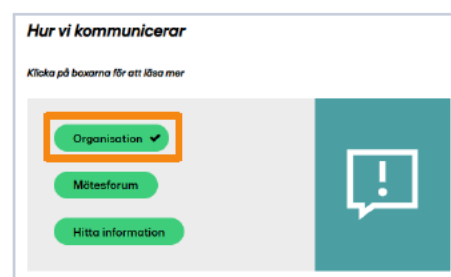 Hur vi kommunicerar
Klicka på boxarna för att läsa mer
Organisation ✔
Mötesforum
Hitta information